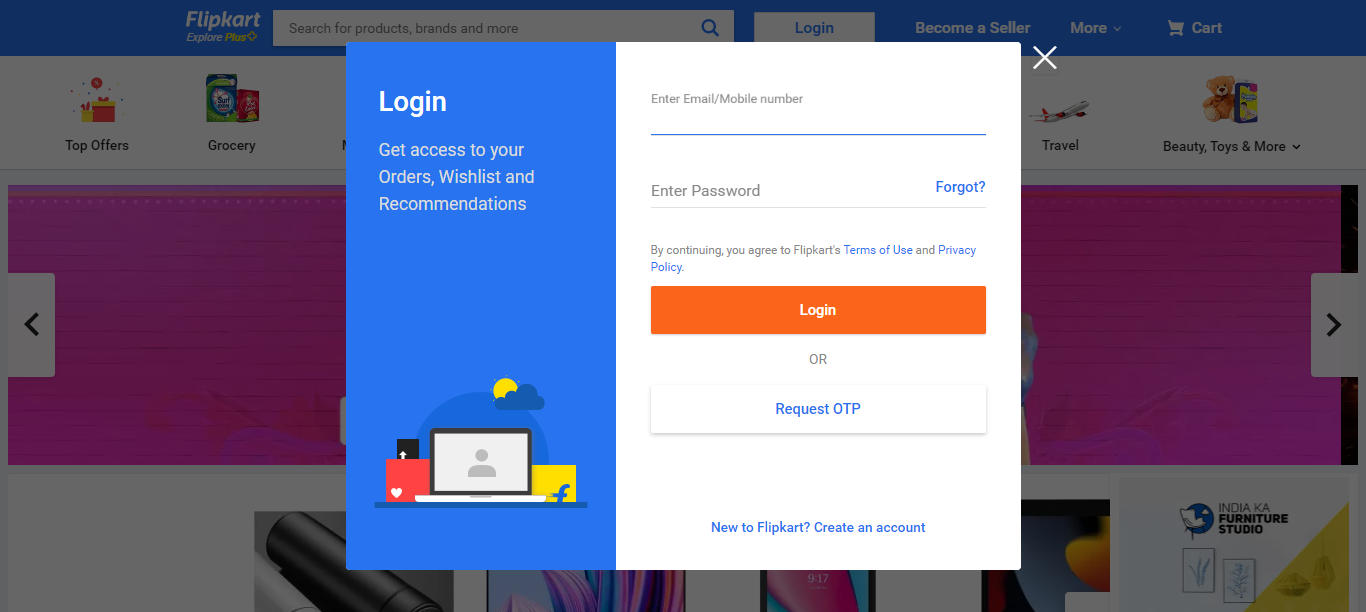 Flipkart
Explore Plus
Search for products, brands and more
Login
Become a Seller
More
Cart
Top Offers
Grocery
Travel
Beauty, Toys & More
Login
Get access to your
Orders, Wishlist and
Recommendations
Enter Email/Mobile number
Enter Password
Forgot?
By continuing, you agree to Flipkart's Terms of Use and Privacy
Policy.
Login
OR
Request OTP
New to Flipkart? Create an account
INDIA KA
FURNITURE
STUDIO
9:17